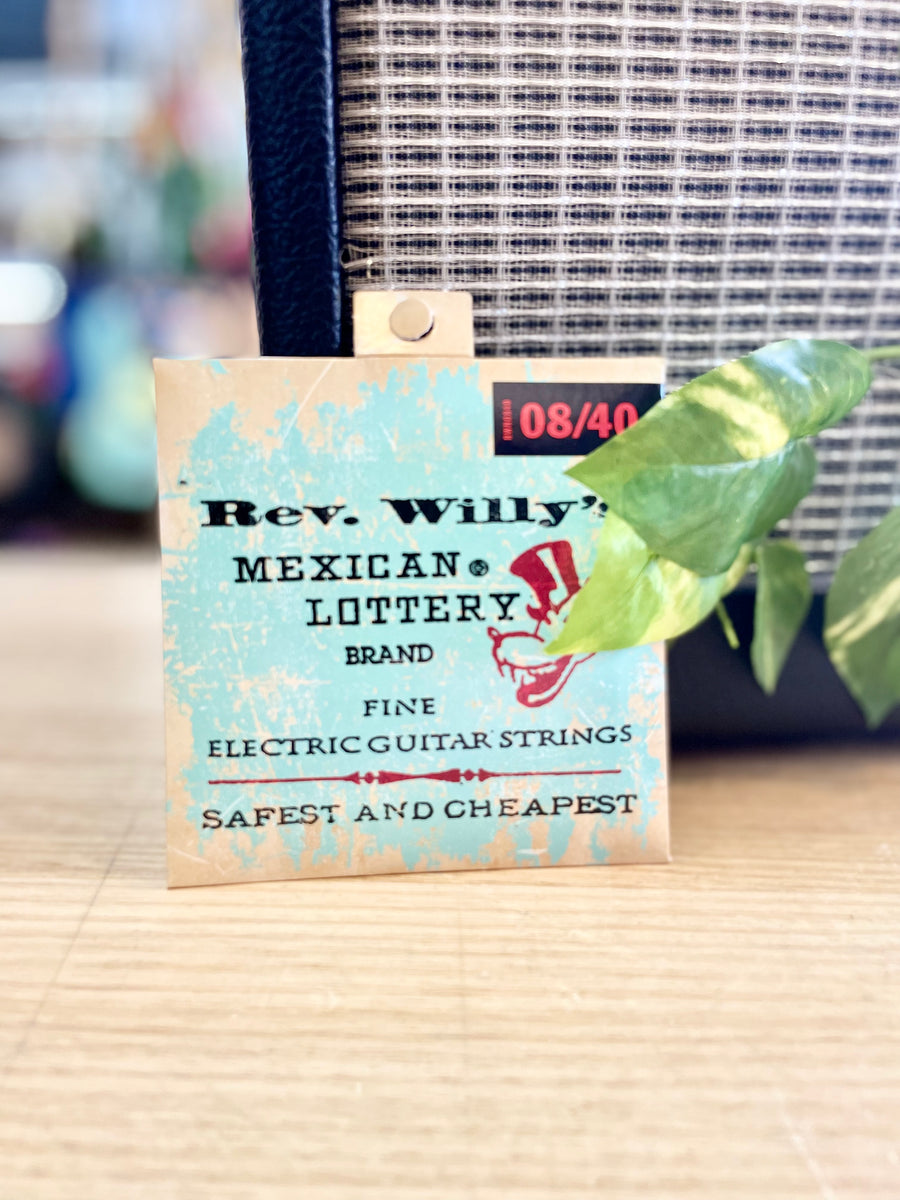 08/40
Rev. Willy's
MEXICAN ®
LOTTERY
BRAND
FINE
ELECTRIC GUITAR STRINGS
SAFEST AND CHEAPEST